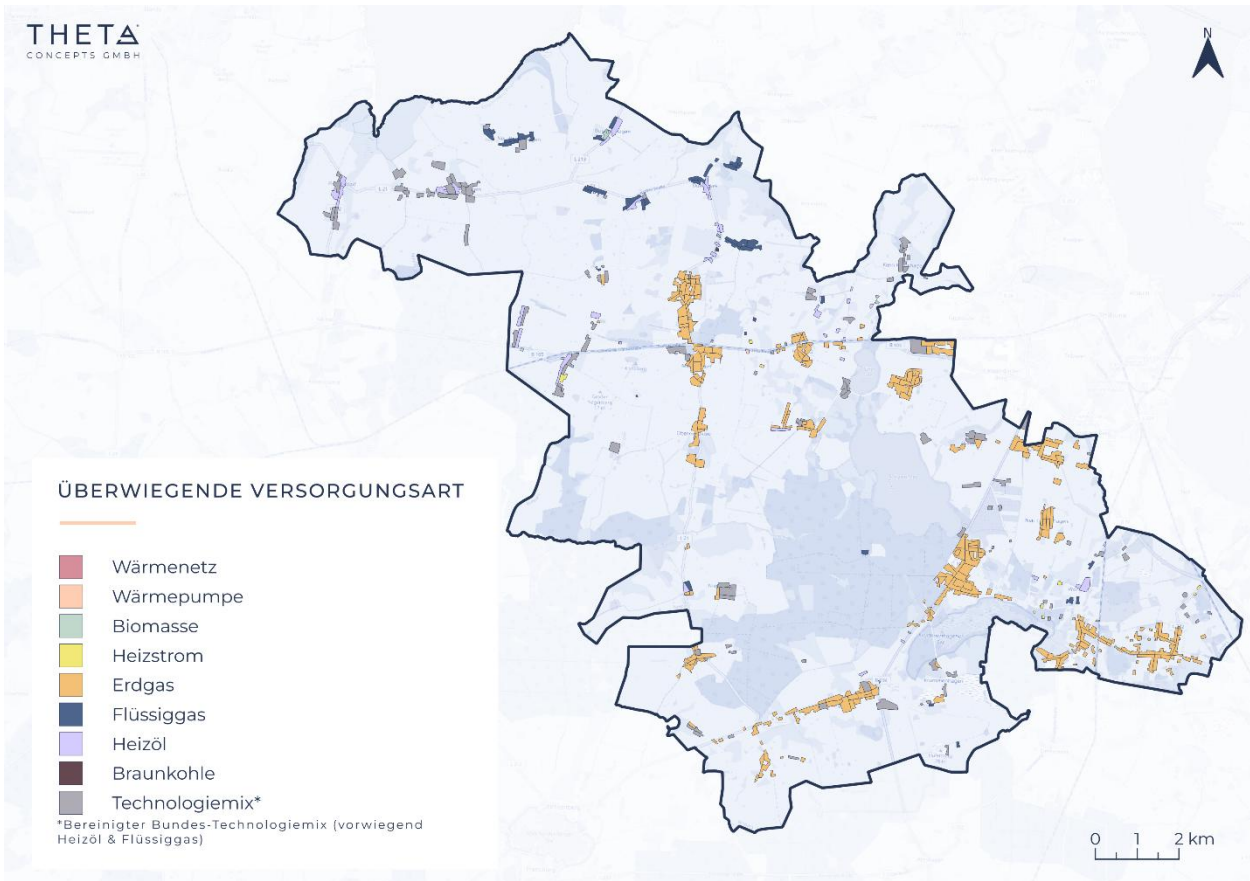 THETA
CONCEPTS GMBH
N
ÜBERWIEGENDE VERSORGUNGSART
Wärmenetz
Wärmepumpe
Biomasse
Heizstrom
Erdgas
Flüssiggas
Heizöl
Braunkohle
Technologiemix*
*Bereinigter Bundes-Technologiemix (vorwiegend
Heizöl & Flüssiggas)
0 1 2 km